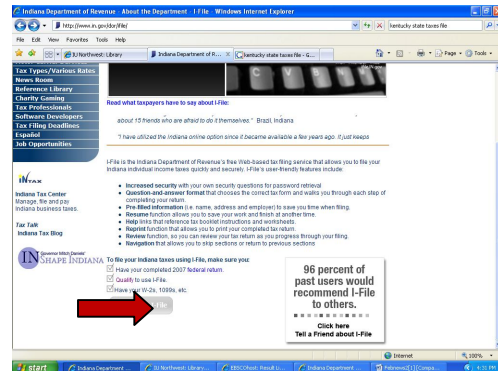 Indiana Department of Revenue - About the Department - I-File - Windows Internet Explorer
http://www.in.gov/dor/ifile/
kentucky state taxes file
File Edit View Favorites Tools Help
IU Northwest: Library
Indiana Department of R... X
kentucky state taxes file - G...
Page
Tools
Tax Types/Various Rates
News Room
Reference Library
Charity Gaming
Tax Professionals
Software Developers
Tax Filing Deadlines
Español
Job Opportunities
C V B N
Read what taxpayers have to say about I-File:
about 15 friends who are afraid to do it themselves." Brazil, Indiana
"I have utilized the Indiana online option since it became available a few years ago. It just keeps
I-File is the Indiana Department of Revenue's free Web-based tax filing service that allows you to file your
Indiana individual income taxes quickly and securely. I-File's user-friendly features include:
Increased security with your own security questions for password retrieval
Question-and-answer format that chooses the correct tax form and walks you through each step of
completing your return.
Pre-filled information (i.e. name, address and employer) to save you time when filing.
Resume function allows you to save your work and finish at another time.
Help links that reference tax booklet instructions and worksheets.
Reprint function that allows you to print your completed tax return.
Review function, so you can review your tax return as you progress through your filing.
Navigation that allows you to skip sections or return to previous sections
INTAX
Indiana Tax Center
Manage, file and pay
Indiana business taxes.
Tax Talk
Indiana Tax Blog
IN Governor Mitch Daniels'
SHAPE INDIANA
To file your Indiana taxes using I-File, make sure you:
Have your completed 2007 federal return.
Qualify to use I-File.
Have your W-2s, 1099s, etc.
File
96 percent of
past users would
recommend I-File
to others.
Click here
Tell a Friend about I-File
Internet
100%
start
Indiana Department ...
IU Northwest: Library...
EBSCOhost: Result Li...
Indiana Department ...
4:31 PM